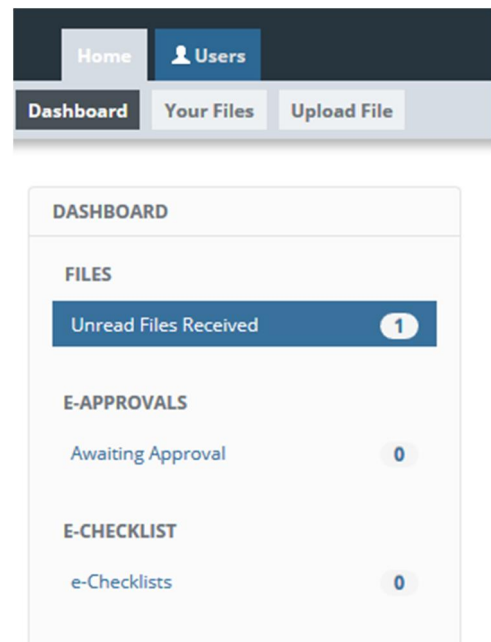 Home Users
Dashboard Your Files Upload File
DASHBOARD
FILES
Unread Files Received 1
E-APPROVALS
Awaiting Approval 0
E-CHECKLIST
e-Checklists 0